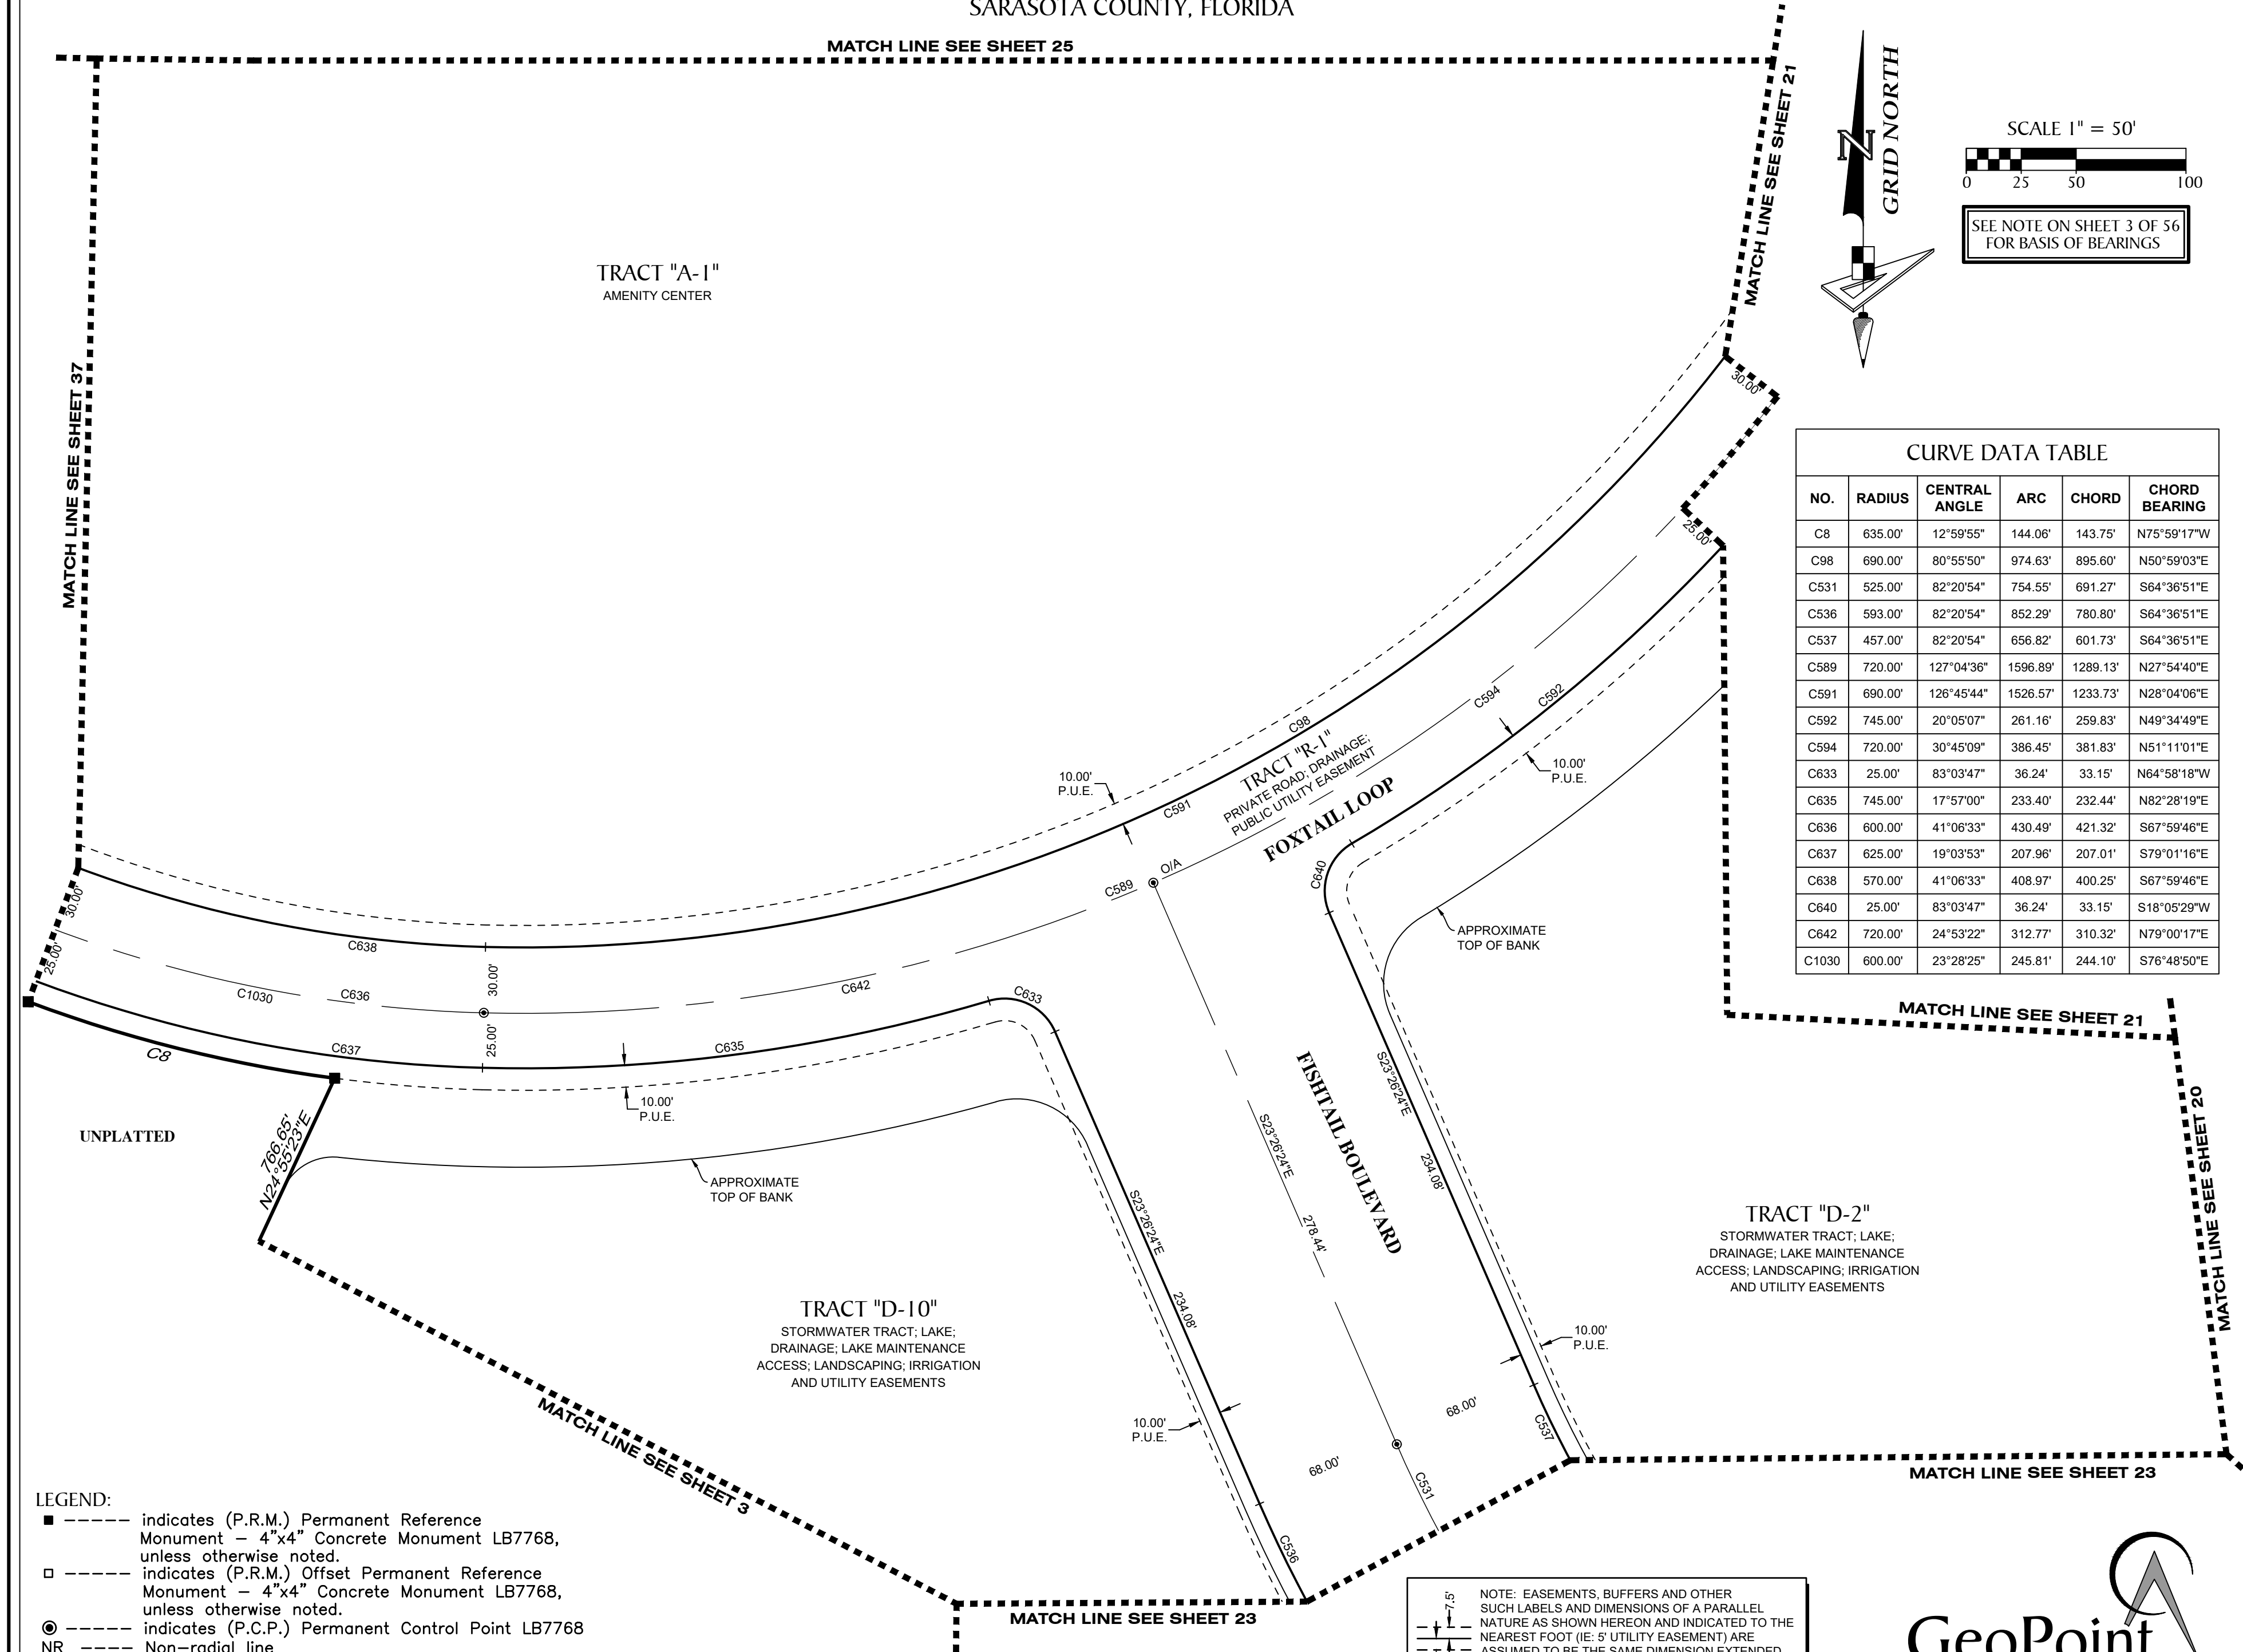 SARASOTA COUNTY, FLORIDA
MATCH LINE SEE SHEET 25
MATCH LINE SEE SHEET 21
GRID NORTH
N
SCALE 1" = 50'
0 25 50 100
SEE NOTE ON SHEET 3 OF 56
FOR BASIS OF BEARINGS
TRACT "A-1"
AMENITY CENTER
MATCH LINE SEE SHEET 37
30.00'
25.00'
CURVE DATA TABLE
NO. RADIUS CENTRAL ANGLE ARC CHORD CHORD BEARING
C8 635.00' 12°59'55" 144.06' 143.75' N75°59'17"W
C98 690.00' 80°55'50" 974.63' 895.60' N50°59'03"E
C531 525.00' 82°20'54" 754.55' 691.27' S64°36'51"E
C536 593.00' 82°20'54" 852.29' 780.80' S64°36'51"E
C537 457.00' 82°20'54" 656.82' 601.73' S64°36'51"E
C589 720.00' 127°04'36" 1596.89' 1289.13' N27°54'40"E
C591 690.00' 126°45'44" 1526.57' 1233.73' N28°04'06"E
C592 745.00' 20°05'07" 261.16' 259.83' N49°34'49"E
C594 720.00' 30°45'09" 386.45' 381.83' N51°11'01"E
C633 25.00' 83°03'47" 36.24' 33.15' N64°58'18"W
C635 745.00' 17°57'00" 233.40' 232.44' N82°28'19"E
C636 600.00' 41°06'33" 430.49' 421.32' S67°59'46"E
C637 625.00' 19°03'53" 207.96' 207.01' S79°01'16"E
C638 570.00' 41°06'33" 408.97' 400.25' S67°59'46"E
C640 25.00' 83°03'47" 36.24' 33.15' S18°05'29"W
C642 720.00' 24°53'22" 312.77' 310.32' N79°00'17"E
C1030 600.00' 23°28'25" 245.81' 244.10' S76°48'50"E
C594
C592
C98
TRACT "R-1"
PRIVATE ROAD; DRAINAGE;
PUBLIC UTILITY EASEMENT
FOXTAIL LOOP
10.00'
P.U.E.
10.00'
P.U.E.
C591
O/A
C589
C640
30.00'
25.00'
C638
30.00'
C1030
C636
C642
C633
25.00'
C637
C635
C8
10.00'
P.U.E.
APPROXIMATE
TOP OF BANK
MATCH LINE SEE SHEET 21
UNPLATTED
766.65'
N24°55'23"E
APPROXIMATE
TOP OF BANK
S23°26'24"E
234.08'
S23°26'24"E
278.44'
FISHTAIL BOULEVARD
S23°26'24"E
234.08'
MATCH LINE SEE SHEET 20
TRACT "D-2"
STORMWATER TRACT; LAKE;
DRAINAGE; LAKE MAINTENANCE
ACCESS; LANDSCAPING; IRRIGATION
AND UTILITY EASEMENTS
TRACT "D-10"
STORMWATER TRACT; LAKE;
DRAINAGE; LAKE MAINTENANCE
ACCESS; LANDSCAPING; IRRIGATION
AND UTILITY EASEMENTS
10.00'
P.U.E.
10.00'
P.U.E.
68.00'
68.00'
C537
C531
C536
MATCH LINE SEE SHEET 3
MATCH LINE SEE SHEET 23
MATCH LINE SEE SHEET 23
LEGEND:
indicates (P.R.M.) Permanent Reference
Monument – 4"x4" Concrete Monument LB7768,
unless otherwise noted.
indicates (P.R.M.) Offset Permanent Reference
Monument – 4"x4" Concrete Monument LB7768,
unless otherwise noted.
indicates (P.C.P.) Permanent Control Point LB7768
NR ---- Non-radial line
7.5'
NOTE: EASEMENTS, BUFFERS AND OTHER
SUCH LABELS AND DIMENSIONS OF A PARALLEL
NATURE AS SHOWN HEREON AND INDICATED TO THE
NEAREST FOOT (IE: 5' UTILITY EASEMENT) ARE
ASSUMED TO BE THE SAME DIMENSION EXTENDED
GeoPoint